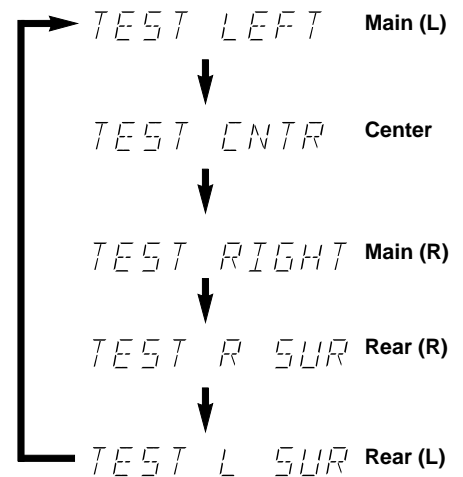 TEST LEFT Main (L)
TEST CNTR Center
TEST RIGHT Main (R)
TEST R SUR Rear (R)
TEST L SUR Rear (L)